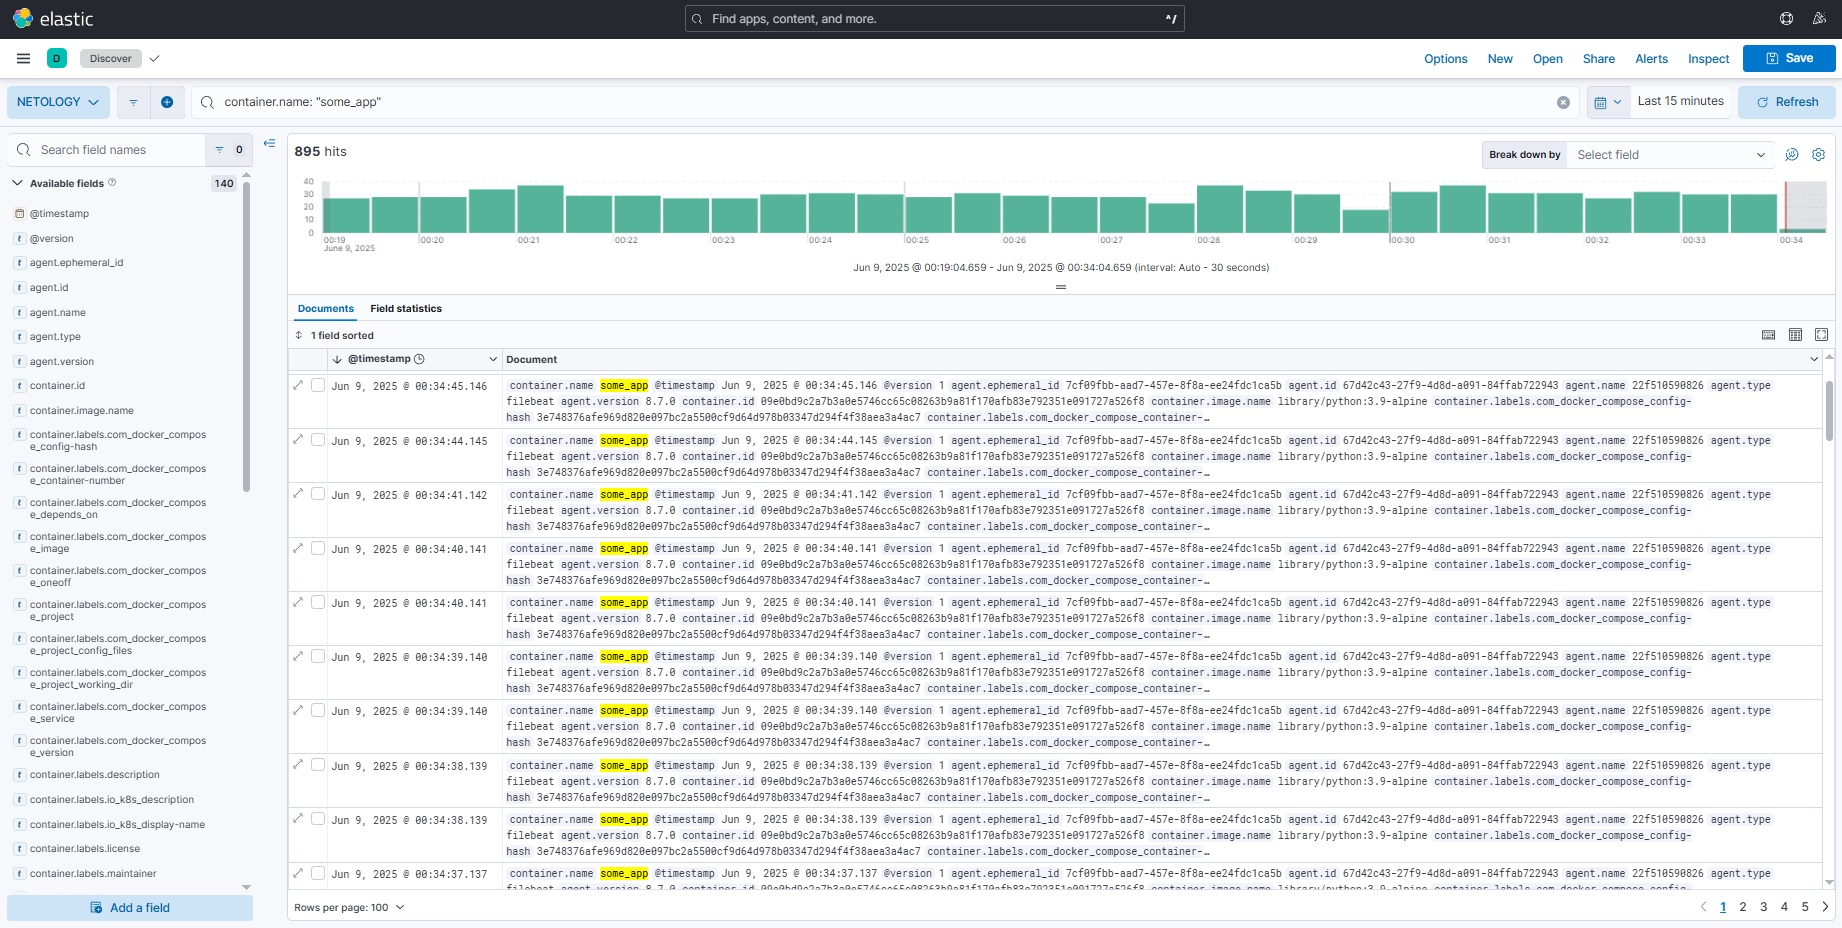 elastic
Find apps, content, and more.
^/
D
Discover
Options
New
Open
Share
Alerts
Inspect
Save
NETOLOGY
container.name: "some_app"
Last 15 minutes
Refresh
Search field names
0
Available fields
140
@timestamp
@version
agent.ephemeral_id
agent.id
agent.name
agent.type
agent.version
container.id
container.image.name
container.labels.com_docker_compos
e_config-hash
container.labels.com_docker_compos
e_container-number
container.labels.com_docker_compos
e_depends_on
container.labels.com_docker_compos
e_image
container.labels.com_docker_compos
e_oneoff
container.labels.com_docker_compos
e_project
container.labels.com_docker_compos
e_project_config_files
container.labels.com_docker_compos
e_project_working_dir
container.labels.com_docker_compos
e_service
container.labels.com_docker_compos
e_version
container.labels.description
container.labels.io_k8s_description
container.labels.io_k8s_display-name
container.labels.license
container.labels.maintainer
Add a field
895 hits
Break down by
Select field
40
30
20
10
0
00:19
00:20
00:21
00:22
00:23
00:24
00:25
00:26
00:27
00:28
00:29
00:30
00:31
00:32
00:33
00:34
June 9, 2025
Jun 9, 2025 @ 00:19:04.659 - Jun 9, 2025 @ 00:34:04.659 (interval: Auto - 30 seconds)
Documents
Field statistics
1 field sorted
@timestamp
Document
Jun 9, 2025 @ 00:34:45.146
container.name some_app @timestamp Jun 9, 2025 @ 00:34:45.146 @version 1 agent.ephemeral_id 7cf09fbb-aad7-457e-8f8a-ee24fdc1ca5b agent.id 67d42c43-27f9-4d8d-a091-84ffab722943 agent.name 22f510590826 agent.type
filebeat agent.version 8.7.0 container.id 09e0bd9c2a7b3a0e5746cc65c08263b9a81f170afb83e792351e091727a526f8 container.image.name library/python:3.9-alpine container.labels.com_docker_compose_config-
hash 3e748376afe969d820e097bc2a5500cf9d64d978b03347d294f4f38aea3a4ac7 container.labels.com_docker_compose_container-…
Jun 9, 2025 @ 00:34:44.145
container.name some_app @timestamp Jun 9, 2025 @ 00:34:44.145 @version 1 agent.ephemeral_id 7cf09fbb-aad7-457e-8f8a-ee24fdc1ca5b agent.id 67d42c43-27f9-4d8d-a091-84ffab722943 agent.name 22f510590826 agent.type
filebeat agent.version 8.7.0 container.id 09e0bd9c2a7b3a0e5746cc65c08263b9a81f170afb83e792351e091727a526f8 container.image.name library/python:3.9-alpine container.labels.com_docker_compose_config-
hash 3e748376afe969d820e097bc2a5500cf9d64d978b03347d294f4f38aea3a4ac7 container.labels.com_docker_compose_container-…
Jun 9, 2025 @ 00:34:41.142
container.name some_app @timestamp Jun 9, 2025 @ 00:34:41.142 @version 1 agent.ephemeral_id 7cf09fbb-aad7-457e-8f8a-ee24fdc1ca5b agent.id 67d42c43-27f9-4d8d-a091-84ffab722943 agent.name 22f510590826 agent.type
filebeat agent.version 8.7.0 container.id 09e0bd9c2a7b3a0e5746cc65c08263b9a81f170afb83e792351e091727a526f8 container.image.name library/python:3.9-alpine container.labels.com_docker_compose_config-
hash 3e748376afe969d820e097bc2a5500cf9d64d978b03347d294f4f38aea3a4ac7 container.labels.com_docker_compose_container-…
Jun 9, 2025 @ 00:34:40.141
container.name some_app @timestamp Jun 9, 2025 @ 00:34:40.141 @version 1 agent.ephemeral_id 7cf09fbb-aad7-457e-8f8a-ee24fdc1ca5b agent.id 67d42c43-27f9-4d8d-a091-84ffab722943 agent.name 22f510590826 agent.type
filebeat agent.version 8.7.0 container.id 09e0bd9c2a7b3a0e5746cc65c08263b9a81f170afb83e792351e091727a526f8 container.image.name library/python:3.9-alpine container.labels.com_docker_compose_config-
hash 3e748376afe969d820e097bc2a5500cf9d64d978b03347d294f4f38aea3a4ac7 container.labels.com_docker_compose_container-…
Jun 9, 2025 @ 00:34:40.141
container.name some_app @timestamp Jun 9, 2025 @ 00:34:40.141 @version 1 agent.ephemeral_id 7cf09fbb-aad7-457e-8f8a-ee24fdc1ca5b agent.id 67d42c43-27f9-4d8d-a091-84ffab722943 agent.name 22f510590826 agent.type
filebeat agent.version 8.7.0 container.id 09e0bd9c2a7b3a0e5746cc65c08263b9a81f170afb83e792351e091727a526f8 container.image.name library/python:3.9-alpine container.labels.com_docker_compose_config-
hash 3e748376afe969d820e097bc2a5500cf9d64d978b03347d294f4f38aea3a4ac7 container.labels.com_docker_compose_container-…
Jun 9, 2025 @ 00:34:39.140
container.name some_app @timestamp Jun 9, 2025 @ 00:34:39.140 @version 1 agent.ephemeral_id 7cf09fbb-aad7-457e-8f8a-ee24fdc1ca5b agent.id 67d42c43-27f9-4d8d-a091-84ffab722943 agent.name 22f510590826 agent.type
filebeat agent.version 8.7.0 container.id 09e0bd9c2a7b3a0e5746cc65c08263b9a81f170afb83e792351e091727a526f8 container.image.name library/python:3.9-alpine container.labels.com_docker_compose_config-
hash 3e748376afe969d820e097bc2a5500cf9d64d978b03347d294f4f38aea3a4ac7 container.labels.com_docker_compose_container-…
Jun 9, 2025 @ 00:34:39.140
container.name some_app @timestamp Jun 9, 2025 @ 00:34:39.140 @version 1 agent.ephemeral_id 7cf09fbb-aad7-457e-8f8a-ee24fdc1ca5b agent.id 67d42c43-27f9-4d8d-a091-84ffab722943 agent.name 22f510590826 agent.type
filebeat agent.version 8.7.0 container.id 09e0bd9c2a7b3a0e5746cc65c08263b9a81f170afb83e792351e091727a526f8 container.image.name library/python:3.9-alpine container.labels.com_docker_compose_config-
hash 3e748376afe969d820e097bc2a5500cf9d64d978b03347d294f4f38aea3a4ac7 container.labels.com_docker_compose_container-…
Jun 9, 2025 @ 00:34:38.139
container.name some_app @timestamp Jun 9, 2025 @ 00:34:38.139 @version 1 agent.ephemeral_id 7cf09fbb-aad7-457e-8f8a-ee24fdc1ca5b agent.id 67d42c43-27f9-4d8d-a091-84ffab722943 agent.name 22f510590826 agent.type
filebeat agent.version 8.7.0 container.id 09e0bd9c2a7b3a0e5746cc65c08263b9a81f170afb83e792351e091727a526f8 container.image.name library/python:3.9-alpine container.labels.com_docker_compose_config-
hash 3e748376afe969d820e097bc2a5500cf9d64d978b03347d294f4f38aea3a4ac7 container.labels.com_docker_compose_container-…
Jun 9, 2025 @ 00:34:38.139
container.name some_app @timestamp Jun 9, 2025 @ 00:34:38.139 @version 1 agent.ephemeral_id 7cf09fbb-aad7-457e-8f8a-ee24fdc1ca5b agent.id 67d42c43-27f9-4d8d-a091-84ffab722943 agent.name 22f510590826 agent.type
filebeat agent.version 8.7.0 container.id 09e0bd9c2a7b3a0e5746cc65c08263b9a81f170afb83e792351e091727a526f8 container.image.name library/python:3.9-alpine container.labels.com_docker_compose_config-
hash 3e748376afe969d820e097bc2a5500cf9d64d978b03347d294f4f38aea3a4ac7 container.labels.com_docker_compose_container-…
Jun 9, 2025 @ 00:34:37.137
container.name some_app @timestamp Jun 9, 2025 @ 00:34:37.137 @version 1 agent.ephemeral_id 7cf09fbb-aad7-457e-8f8a-ee24fdc1ca5b agent.id 67d42c43-27f9-4d8d-a091-84ffab722943 agent.name 22f510590826 agent.type
Rows per page: 100
1 2 3 4 5